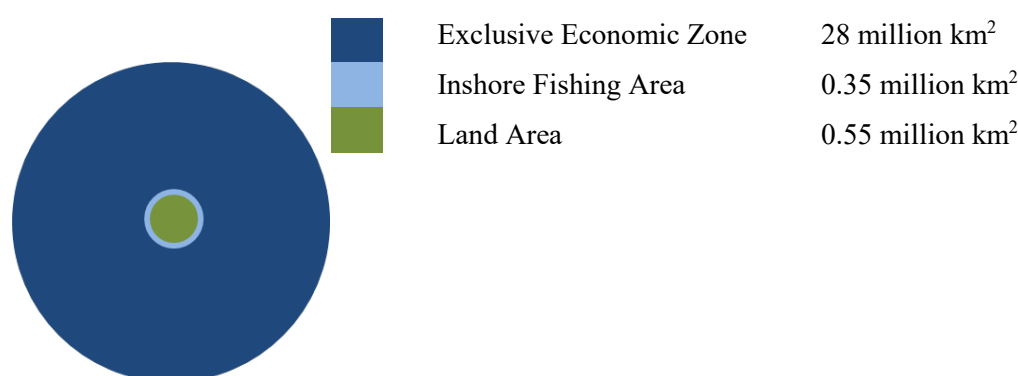 Exclusive Economic Zone 28 million km²
Inshore Fishing Area 0.35 million km²
Land Area 0.55 million km²